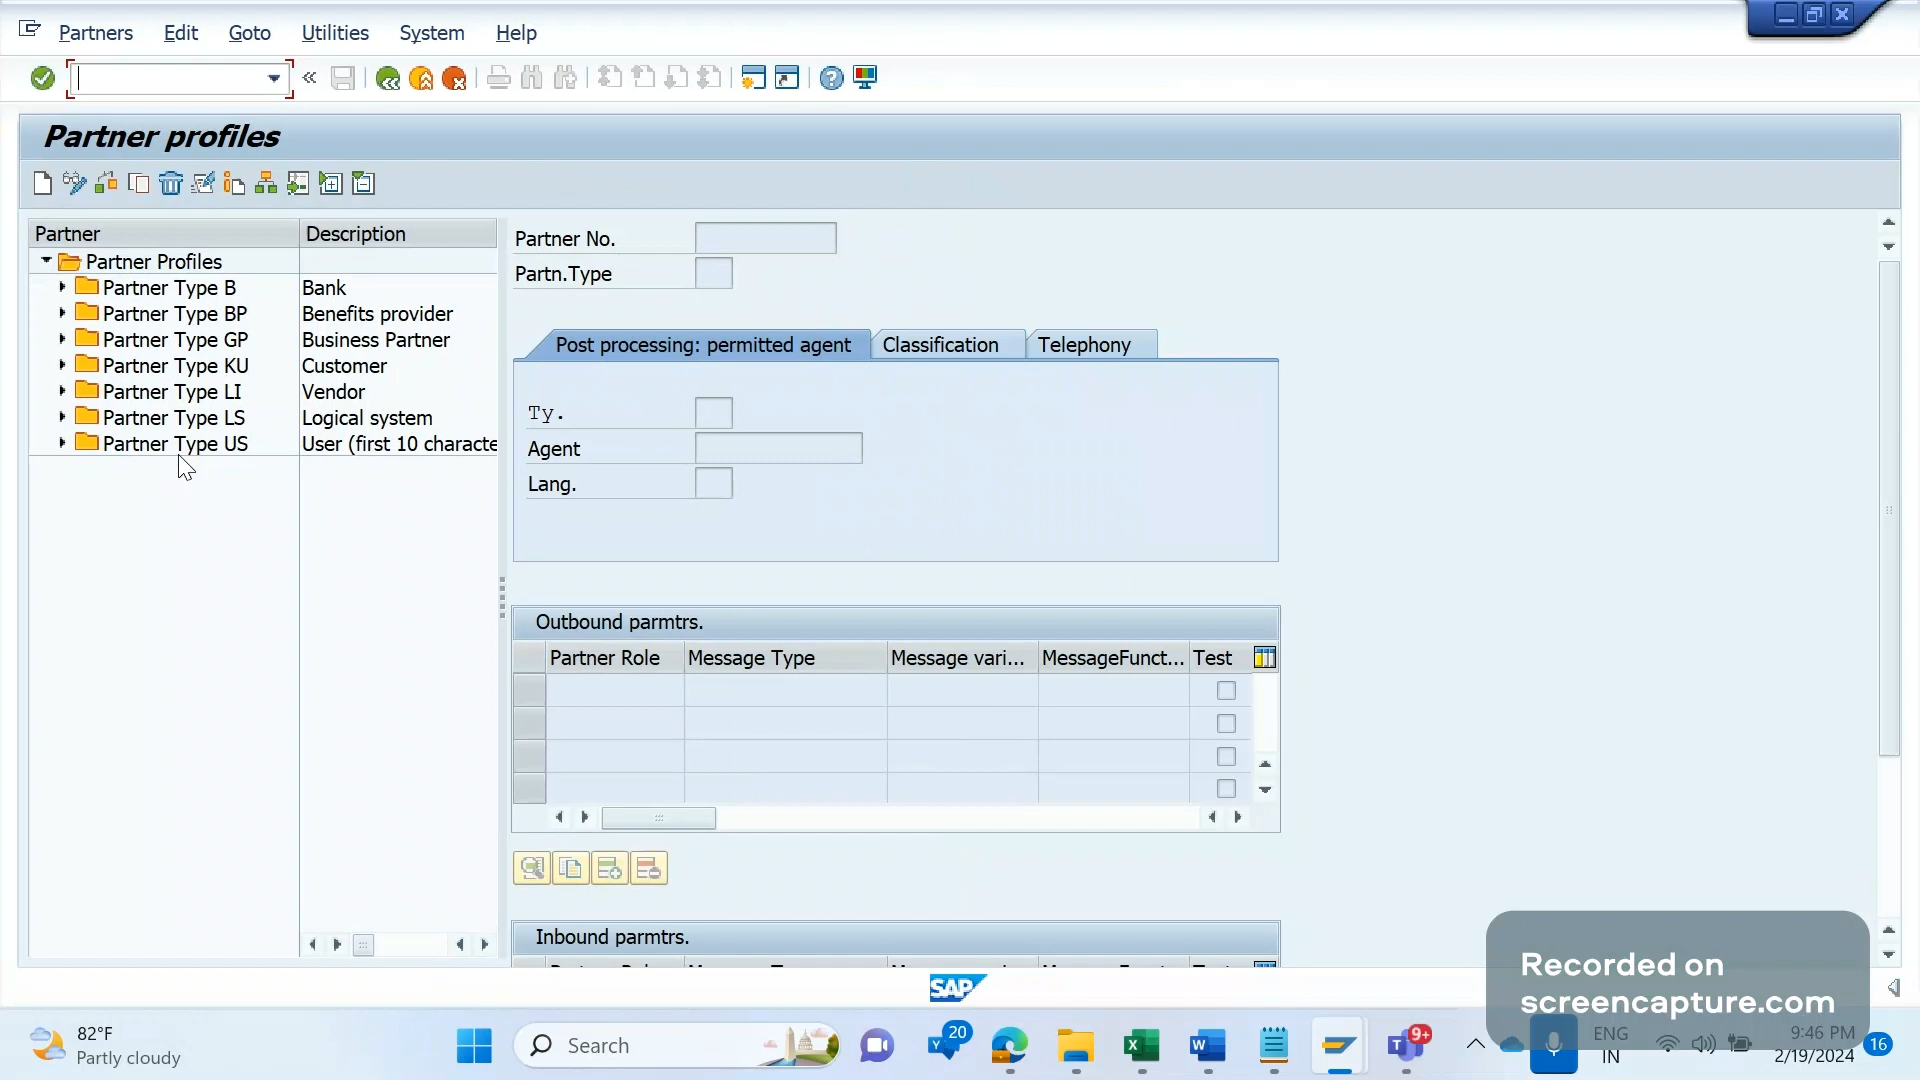 Partners Edit Goto Utilities System Help
Partner profiles
Partner Description
Partner Profiles
Partner Type B Bank
Partner Type BP Benefits provider
Partner Type GP Business Partner
Partner Type KU Customer
Partner Type LI Vendor
Partner Type LS Logical system
Partner Type US User (first 10 characte
Partner No.
Partn.Type
Post processing: permitted agent Classification Telephony
Ty.
Agent
Lang.
Outbound parmtrs.
Partner Role Message Type Message vari... MessageFunct... Test
Inbound parmtrs.
SAP
Recorded on
screencapture.com
82°F
Partly cloudy
Search
20
9+
ENG
IN
9:46 PM
2/19/2024
16